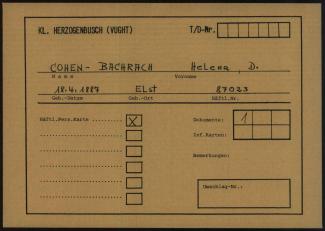 KL. HERZOGENBUSCH (VUGHT) T/D-Nr.
COHEN- BACHRACH Helena, D.
Name Vorname
18.4.1887 Elst 87023
Geb.-Datum Geb.-Ort Häftl.Nr.
Häftl.Pers.Karte X Dokumente: 1
Inf.Karten:
Bemerkungen:
Umschlag-Nr.: